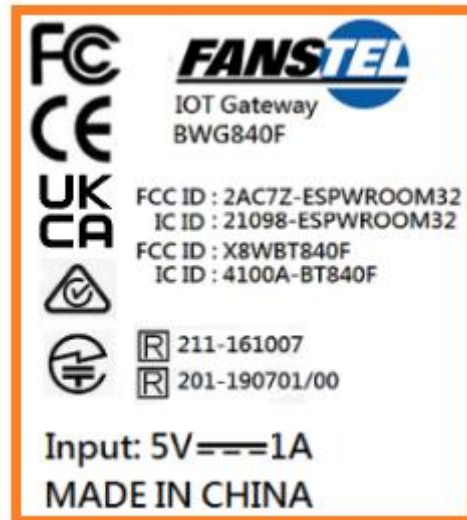 FC
FANSTEL
IOT Gateway
BWG840F
CE
UK
CA
FCC ID : 2AC7Z-ESPWROOM32
IC ID : 21098-ESPWROOM32
FCC ID : X8WBT840F
IC ID : 4100A-BT840F
R 211-161007
R 201-190701/00
Input: 5V⎓1A
MADE IN CHINA